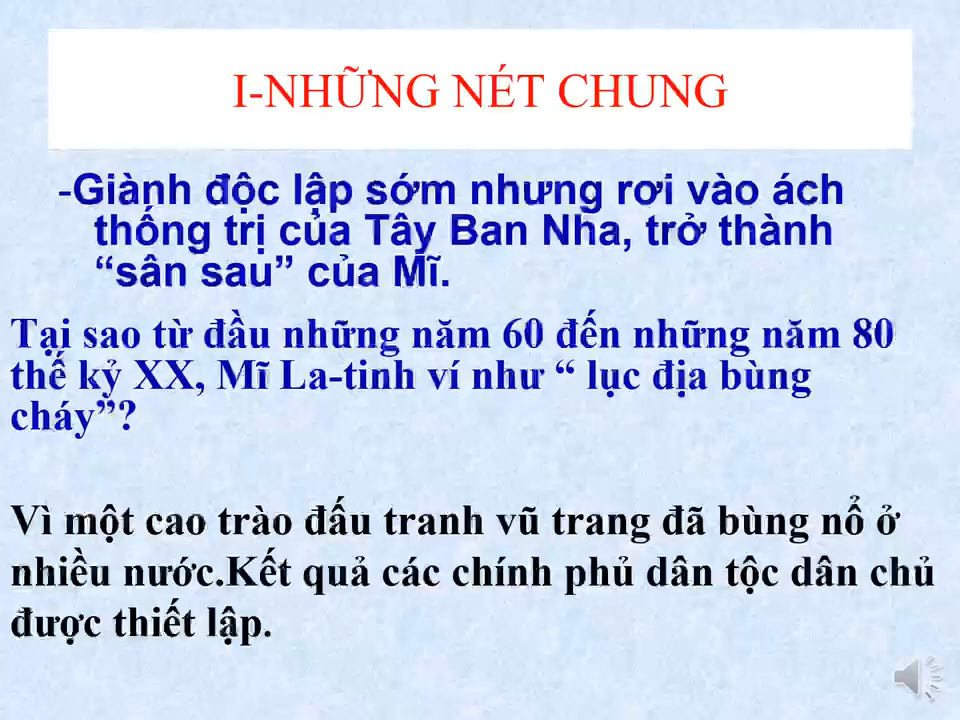 I-NHỮNG NÉT CHUNG
-Giành độc lập sớm nhưng rơi vào ách
thống trị của Tây Ban Nha, trở thành
“sân sau” của Mĩ.
Tại sao từ đầu những năm 60 đến những năm 80
thế kỷ XX, Mĩ La-tinh ví như “ lục địa bùng
cháy”?
Vì một cao trào đấu tranh vũ trang đã bùng nổ ở
nhiều nước.Kết quả các chính phủ dân tộc dân chủ
được thiết lập.